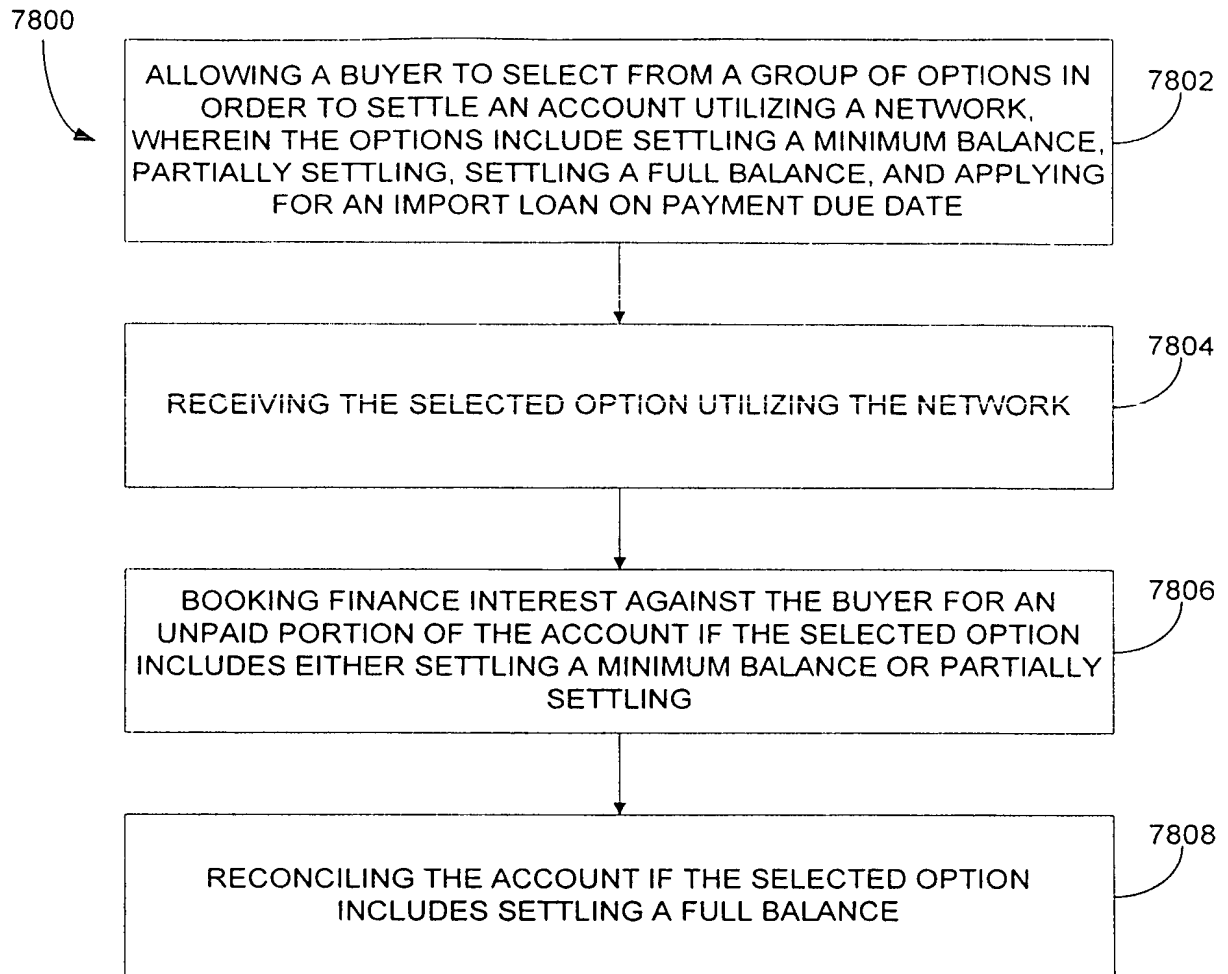 7800
ALLOWING A BUYER TO SELECT FROM A GROUP OF OPTIONS IN
ORDER TO SETTLE AN ACCOUNT UTILIZING A NETWORK,
WHEREIN THE OPTIONS INCLUDE SETTLING A MINIMUM BALANCE,
PARTIALLY SETTLING, SETTLING A FULL BALANCE, AND APPLYING
FOR AN IMPORT LOAN ON PAYMENT DUE DATE
7802
RECEIVING THE SELECTED OPTION UTILIZING THE NETWORK
7804
BOOKING FINANCE INTEREST AGAINST THE BUYER FOR AN
UNPAID PORTION OF THE ACCOUNT IF THE SELECTED OPTION
INCLUDES EITHER SETTLING A MINIMUM BALANCE OR PARTIALLY
SETTLING
7806
RECONCILING THE ACCOUNT IF THE SELECTED OPTION
INCLUDES SETTLING A FULL BALANCE
7808